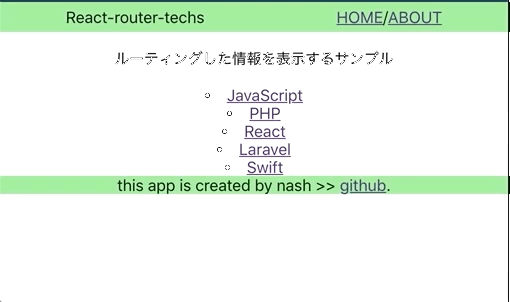 React-router-techs HOME/ABOUT
ルーティングした情報を表示するサンプル
JavaScript
PHP
React
Laravel
Swift
this app is created by nash >> github.